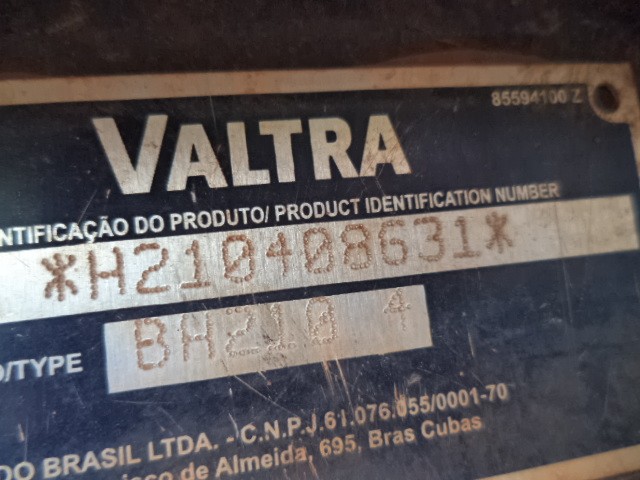 85594100 Z
VALTRA
NTIFICAÇÃO DO PRODUTO/ PRODUCT IDENTIFICATION NUMBER
*H210408631*
O/TYPE BH210 4
DO BRASIL LTDA. - C.N.P.J.61.076.055/0001-70
isco de Almeida, 695, Bras Cubas